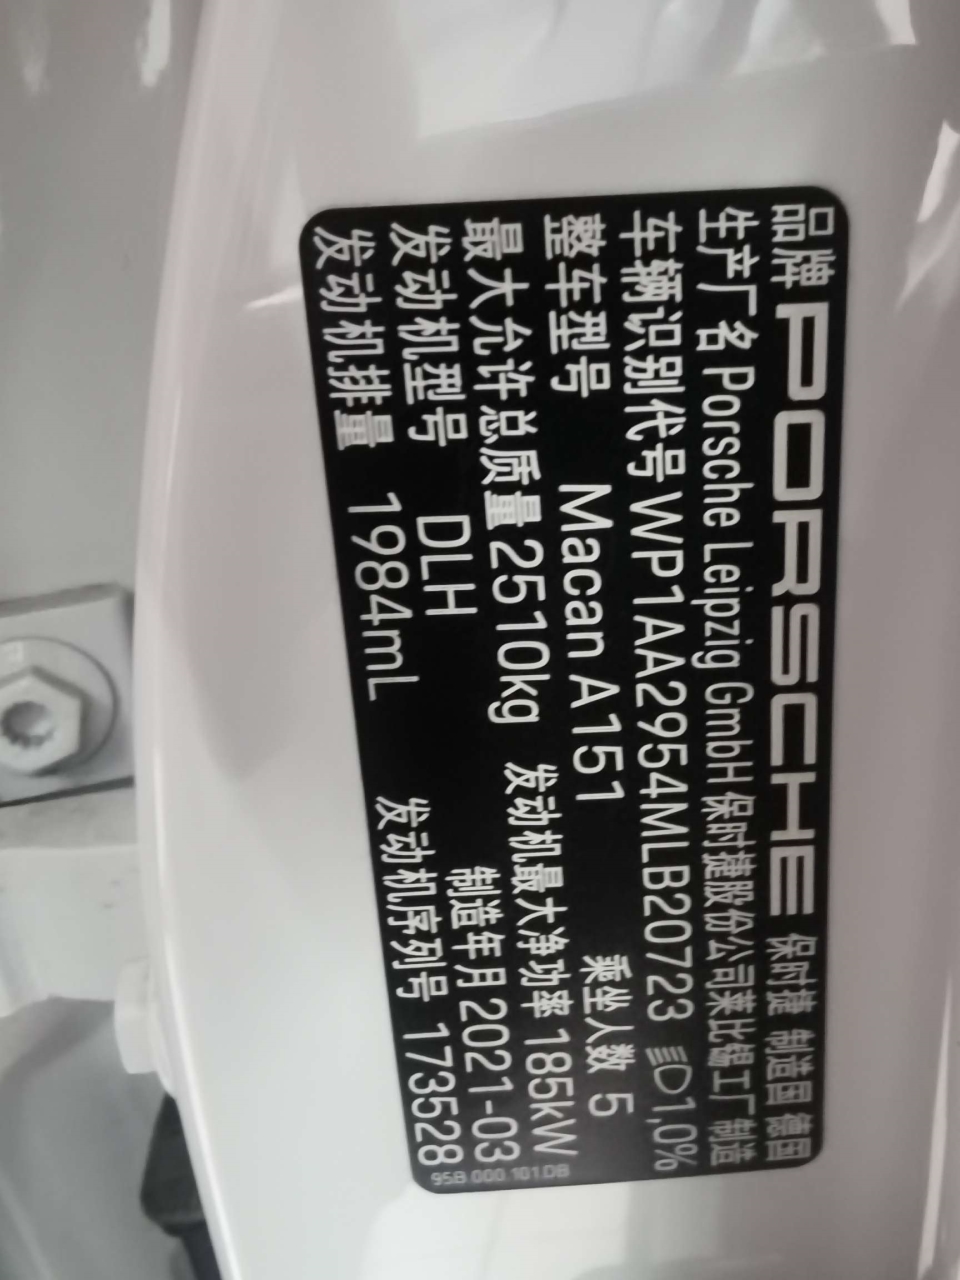 品牌 PORSCHE 保时捷 制造国 德国
生产厂名 Porsche Leipzig GmbH 保时捷股份公司莱比锡工厂制造
车辆识别代号 WP1AA2954MLB20723 1,0%
整车型号 Macan A151 乘坐人数 5
最大允许总质量 2510kg 发动机最大净功率 185kW
发动机型号 DLH 制造年月 2021-03
发动机排量 1984mL 发动机序列号 173528
95B.000.101.DB